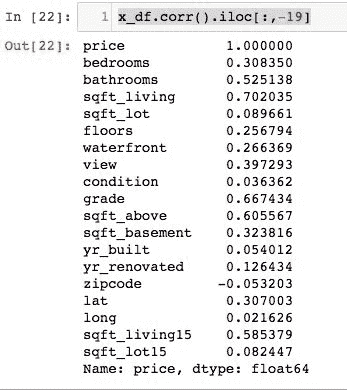 In [22]: 1 x_df.corr().iloc[:,-19]
Out[22]: price 1.000000
bedrooms 0.308350
bathrooms 0.525138
sqft_living 0.702035
sqft_lot 0.089661
floors 0.256794
waterfront 0.266369
view 0.397293
condition 0.036362
grade 0.667434
sqft_above 0.605567
sqft_basement 0.323816
yr_built 0.054012
yr_renovated 0.126434
zipcode -0.053203
lat 0.307003
long 0.021626
sqft_living15 0.585379
sqft_lot15 0.082447
Name: price, dtype: float64